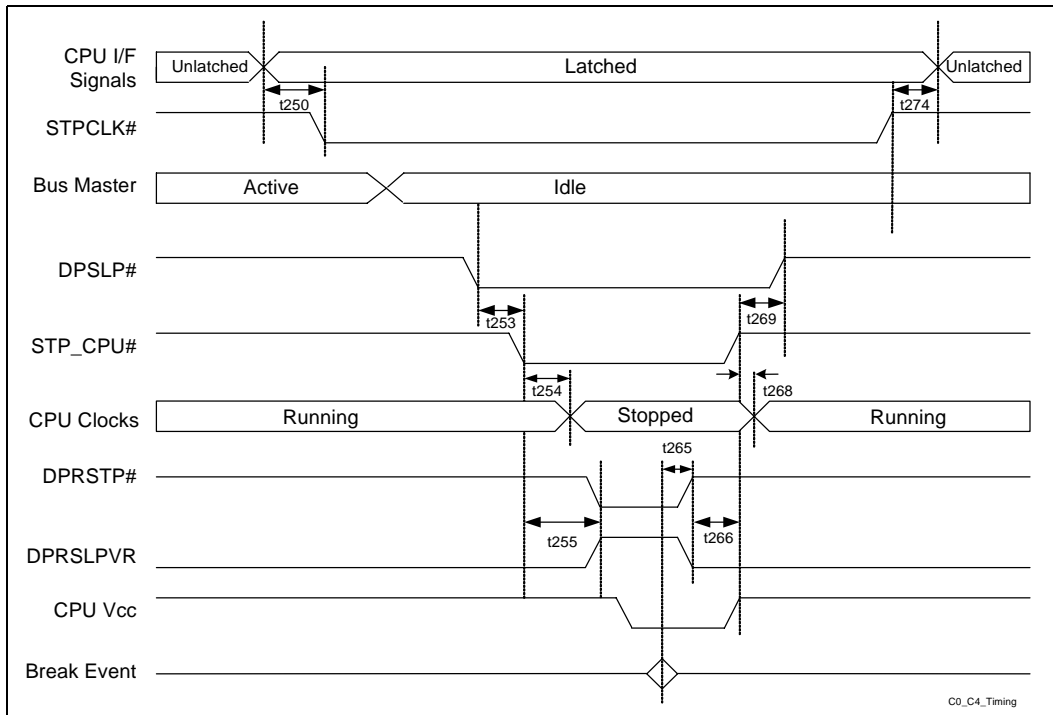 CPU I/F
Signals
Unlatched
Latched
Unlatched
t250
t274
STPCLK#
Bus Master
Active
Idle
DPSLP#
t253
t269
STP_CPU#
t254
t268
CPU Clocks
Running
Stopped
Running
t265
DPRSTP#
t255
t266
DPRSLPVR
CPU Vcc
Break Event
C0_C4_Timing